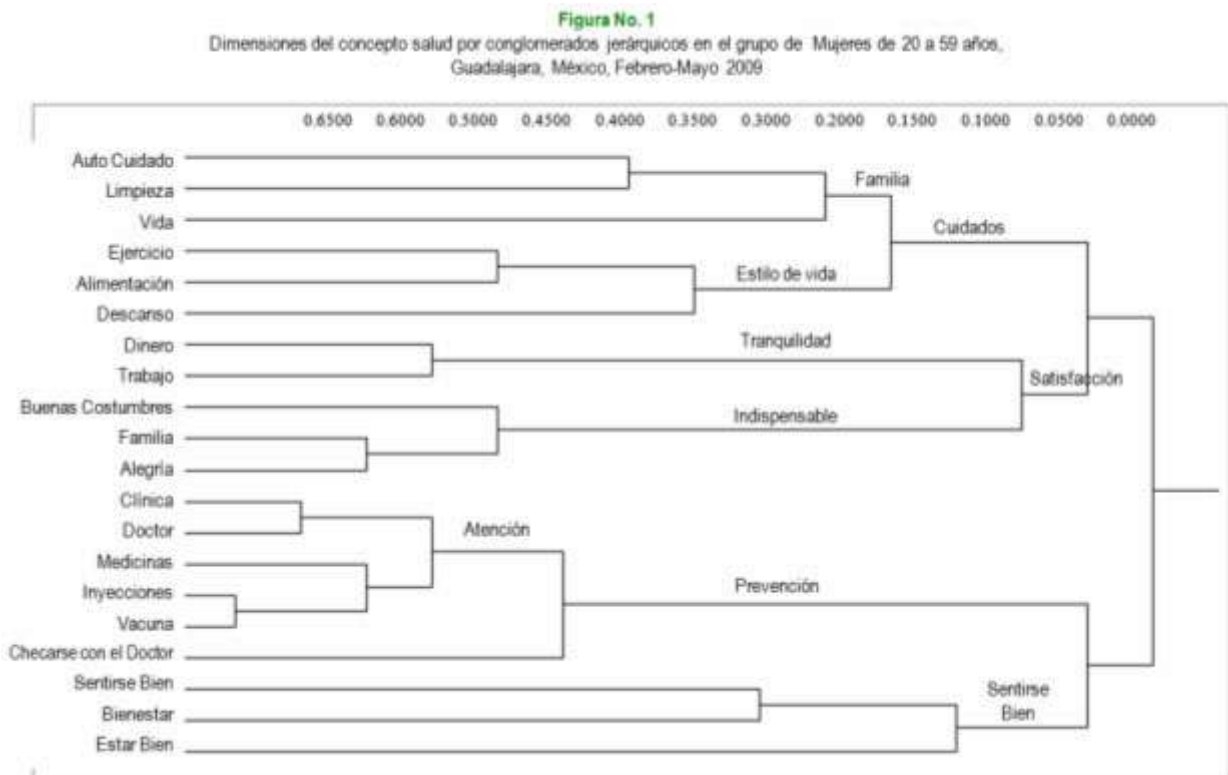 Figura No. 1
Dimensiones del concepto salud por conglomerados jerárquicos en el grupo de Mujeres de 20 a 59 años,
Guadalajara, México, Febrero-Mayo 2009
0.6500 0.6000 0.5000 0.4500 0.4000 0.3500 0.3000 0.2000 0.1500 0.1000 0.0500 0.0000
Auto Cuidado
Familia
Limpieza
Vida
Cuidados
Ejercicio
Estilo de vida
Alimentación
Descanso
Tranquilidad
Dinero
Trabajo
Satisfacción
Buenas Costumbres
Indispensable
Familia
Alegría
Clínica
Doctor
Atención
Medicinas
Prevención
Inyecciones
Vacuna
Checarse con el Doctor
Sentirse Bien
Sentirse
Bienestar
Bien
Estar Bien